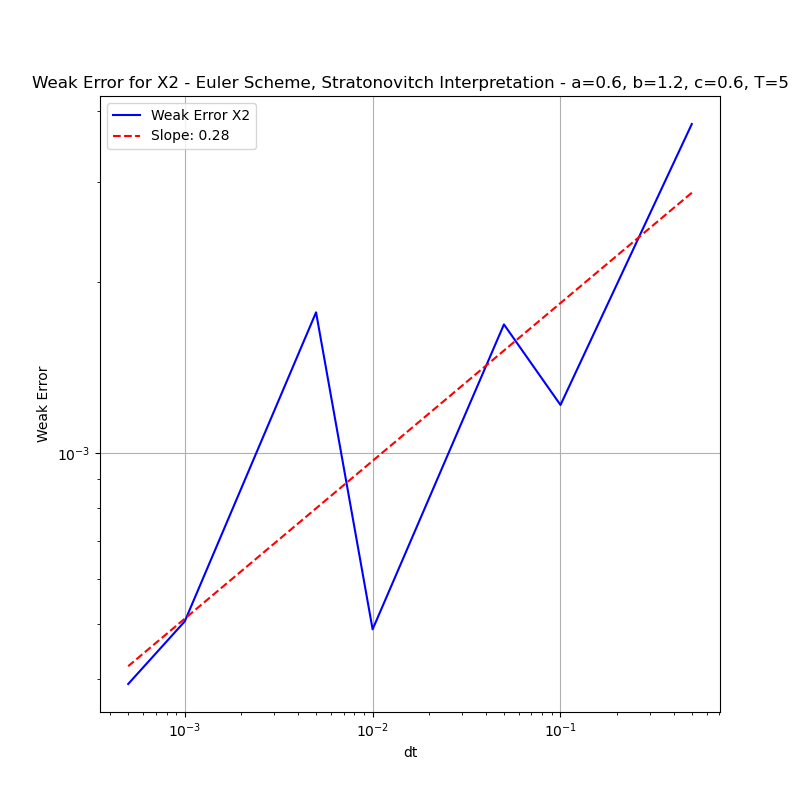 Weak Error for X2 - Euler Scheme, Stratonovitch Interpretation - a=0.6, b=1.2, c=0.6, T=5
Weak Error X2
Slope: 0.28
Weak Error
10⁻³
10⁻³ 10⁻² 10⁻¹
dt